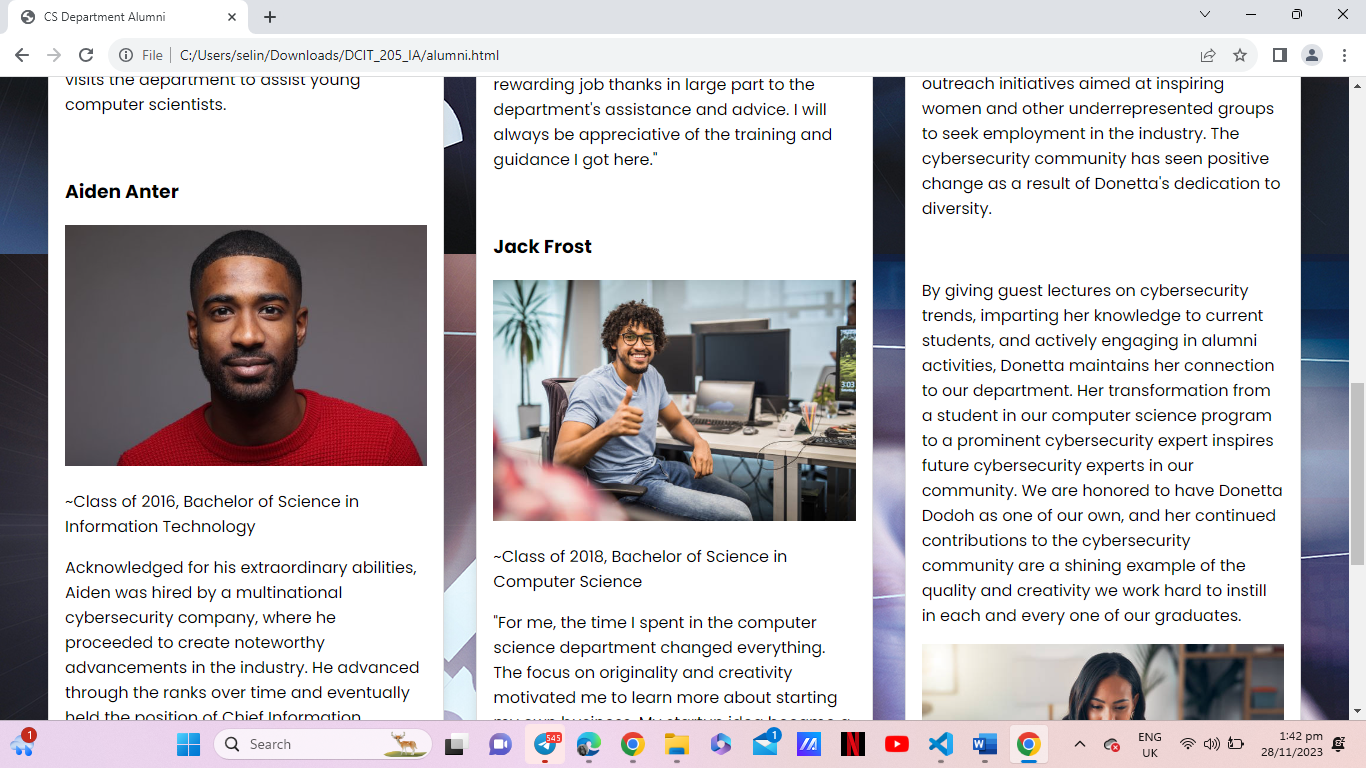 CS Department Alumni
File
C:/Users/selin/Downloads/DCIT_205_IA/alumni.html
visits the department to assist young
computer scientists.
Aiden Anter
~Class of 2016, Bachelor of Science in
Information Technology
Acknowledged for his extraordinary abilities,
Aiden was hired by a multinational
cybersecurity company, where he
proceeded to create noteworthy
advancements in the industry. He advanced
through the ranks over time and eventually
held the position of Chief Information
rewarding job thanks in large part to the
department's assistance and advice. I will
always be appreciative of the training and
guidance I got here."
Jack Frost
3:03
~Class of 2018, Bachelor of Science in
Computer Science
"For me, the time I spent in the computer
science department changed everything.
The focus on originality and creativity
motivated me to learn more about starting
my own business. My startup idea became a
outreach initiatives aimed at inspiring
women and other underrepresented groups
to seek employment in the industry. The
cybersecurity community has seen positive
change as a result of Donetta's dedication to
diversity.
By giving guest lectures on cybersecurity
trends, imparting her knowledge to current
students, and actively engaging in alumni
activities, Donetta maintains her connection
to our department. Her transformation from
a student in our computer science program
to a prominent cybersecurity expert inspires
future cybersecurity experts in our
community. We are honored to have Donetta
Dodoh as one of our own, and her continued
contributions to the cybersecurity
community are a shining example of the
quality and creativity we work hard to instill
in each and every one of our graduates.
1
Search
545
1
N
W
ENG
UK
1:42 pm
28/11/2023